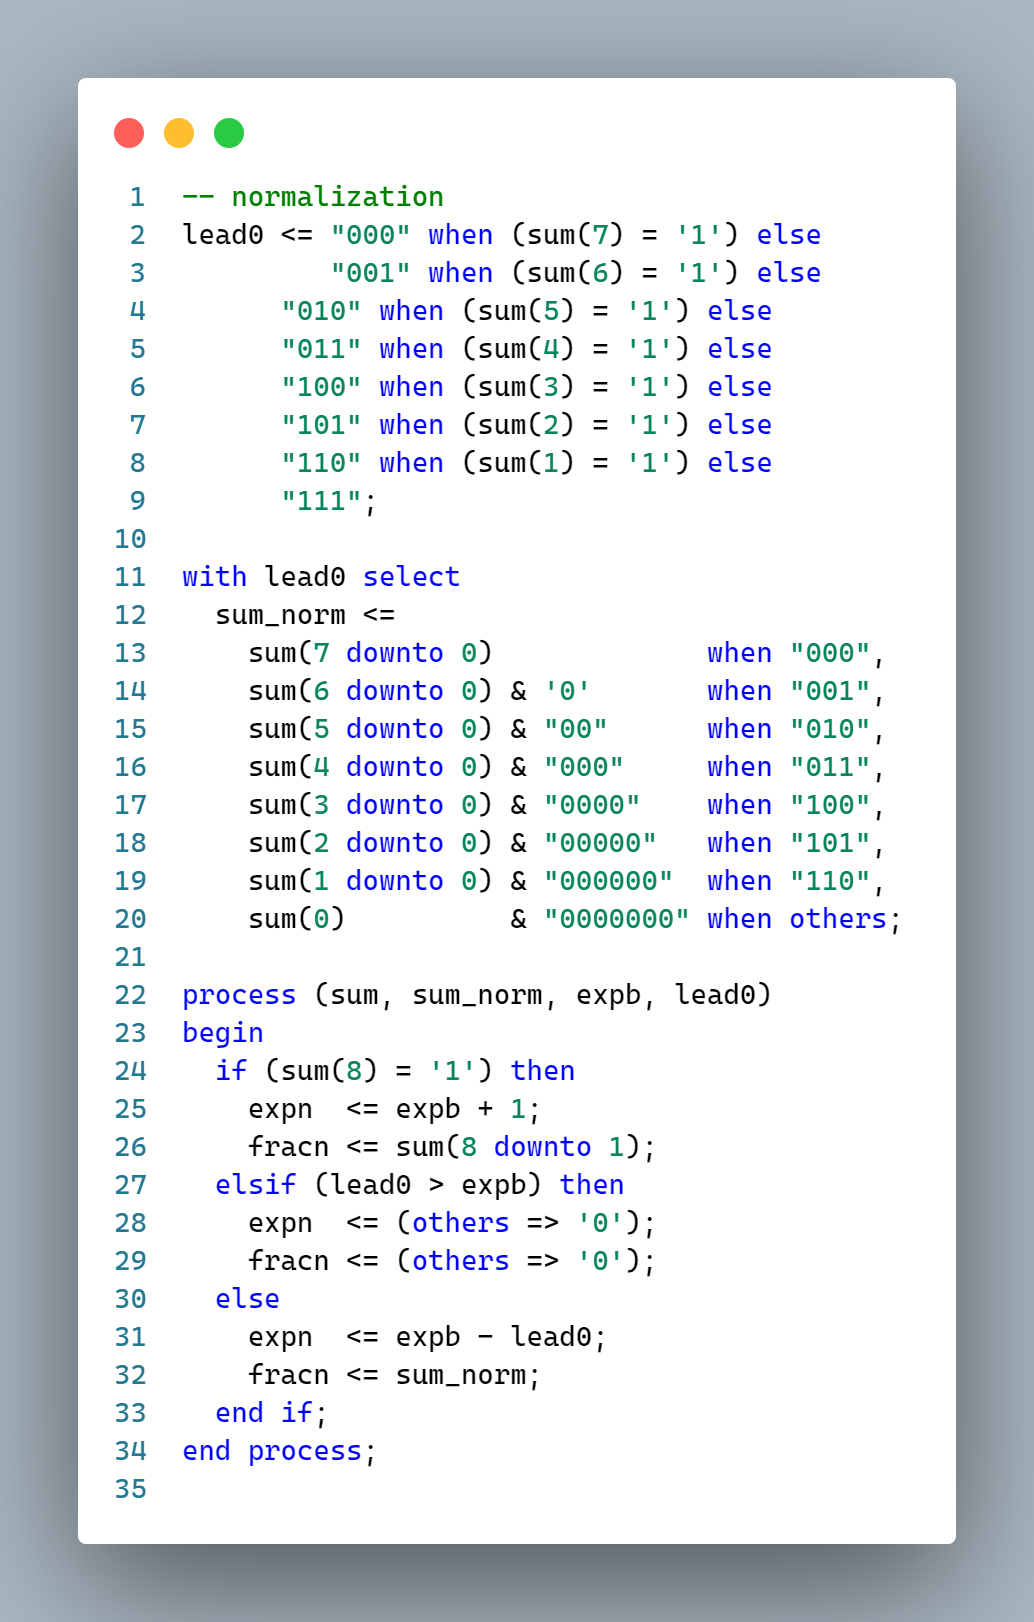 1 -- normalization
2 lead0 <= "000" when (sum(7) = '1') else
3          "001" when (sum(6) = '1') else
4       "010" when (sum(5) = '1') else
5       "011" when (sum(4) = '1') else
6       "100" when (sum(3) = '1') else
7       "101" when (sum(2) = '1') else
8       "110" when (sum(1) = '1') else
9       "111";
10
11 with lead0 select
12   sum_norm <=
13     sum(7 downto 0)             when "000",
14     sum(6 downto 0) & '0'       when "001",
15     sum(5 downto 0) & "00"      when "010",
16     sum(4 downto 0) & "000"     when "011",
17     sum(3 downto 0) & "0000"    when "100",
18     sum(2 downto 0) & "00000"   when "101",
19     sum(1 downto 0) & "000000"  when "110",
20     sum(0)          & "0000000" when others;
21
22 process (sum, sum_norm, expb, lead0)
23 begin
24   if (sum(8) = '1') then
25     expn  <= expb + 1;
26     fracn <= sum(8 downto 1);
27   elsif (lead0 > expb) then
28     expn  <= (others => '0');
29     fracn <= (others => '0');
30   else
31     expn  <= expb - lead0;
32     fracn <= sum_norm;
33   end if;
34 end process;
35